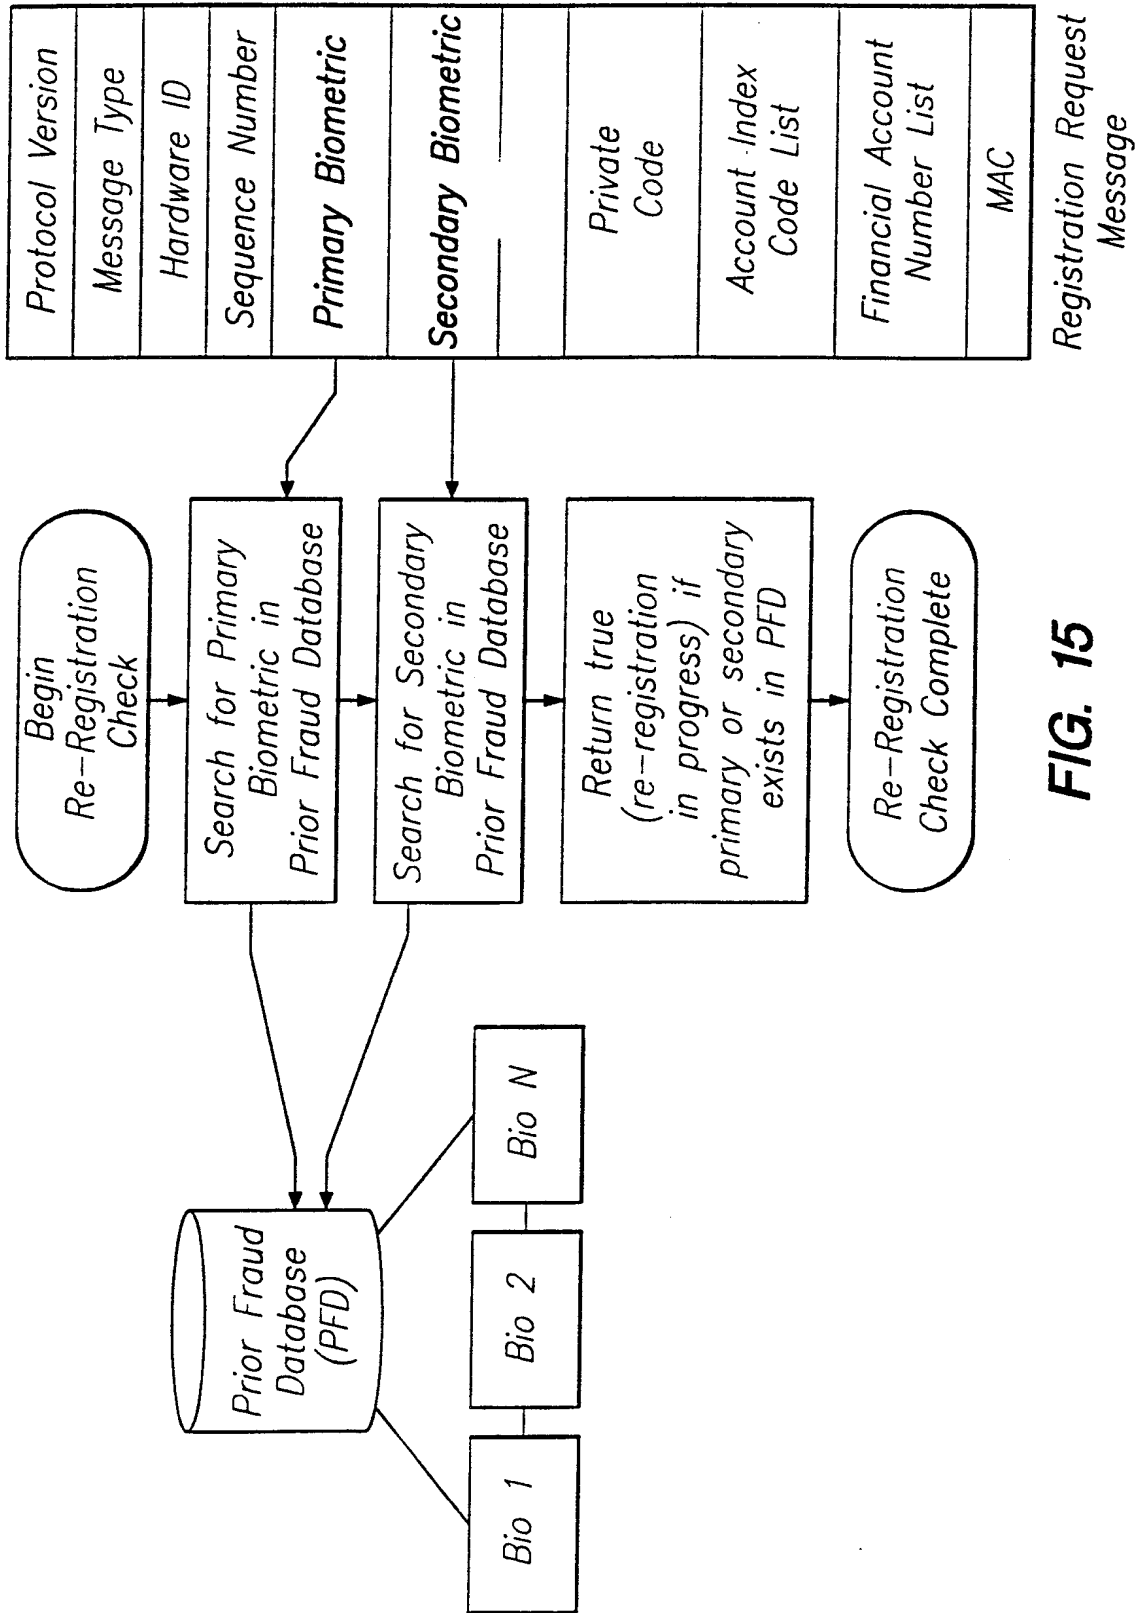 Prior Fraud
Database
(PFD)
Bio 1
Bio 2
Bio N
Begin
Re-Registration
Check
Search for Primary
Biometric in
Prior Fraud Database
Search for Secondary
Biometric in
Prior Fraud Database
Return true
(re-registration
in progress) if
primary or secondary
exists in PFD
Re-Registration
Check Complete
Protocol Version
Message Type
Hardware ID
Sequence Number
Primary Biometric
Secondary Biometric
Private
Code
Account Index
Code List
Financial Account
Number List
MAC
Registration Request
Message
FIG. 15